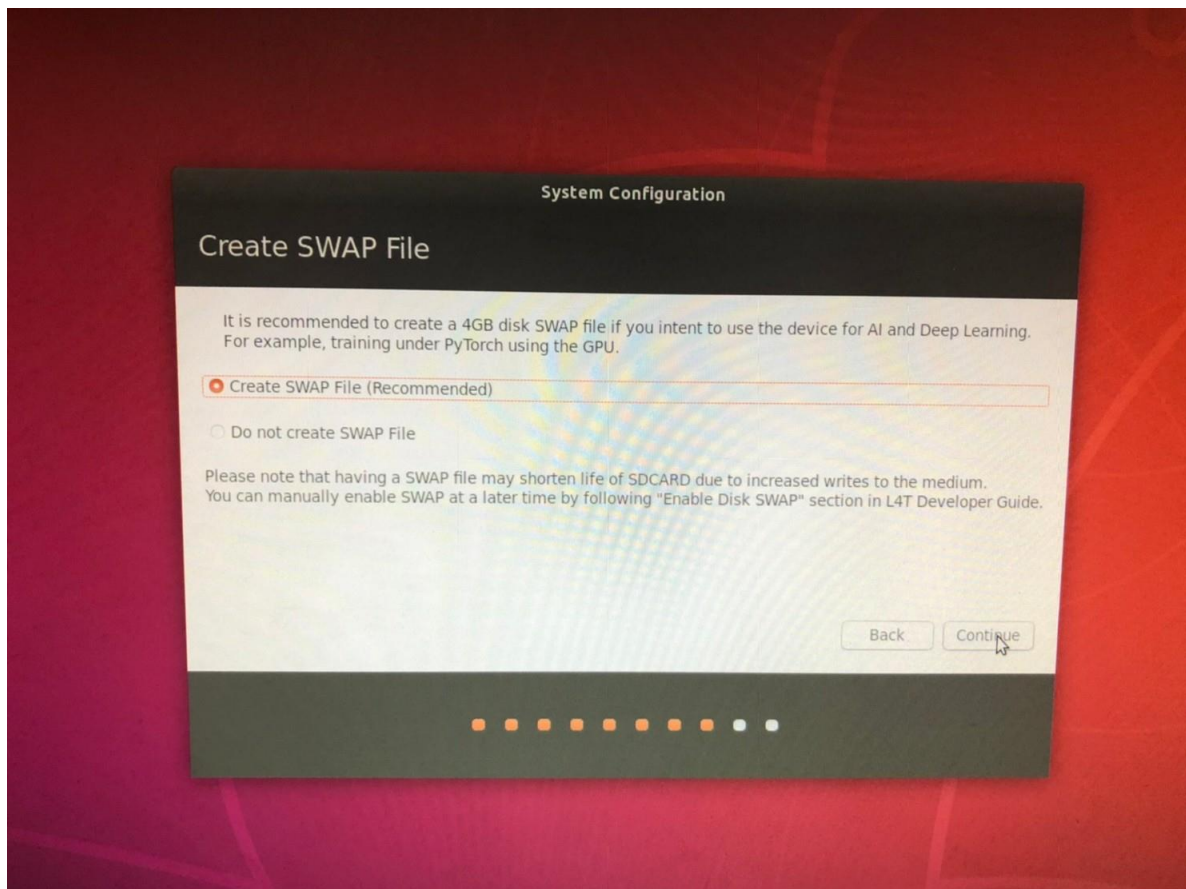 System Configuration
Create SWAP File
It is recommended to create a 4GB disk SWAP file if you intent to use the device for AI and Deep Learning.
For example, training under PyTorch using the GPU.
Create SWAP File (Recommended)
Do not create SWAP File
Please note that having a SWAP file may shorten life of SDCARD due to increased writes to the medium.
You can manually enable SWAP at a later time by following "Enable Disk SWAP" section in L4T Developer Guide.
Back Continue